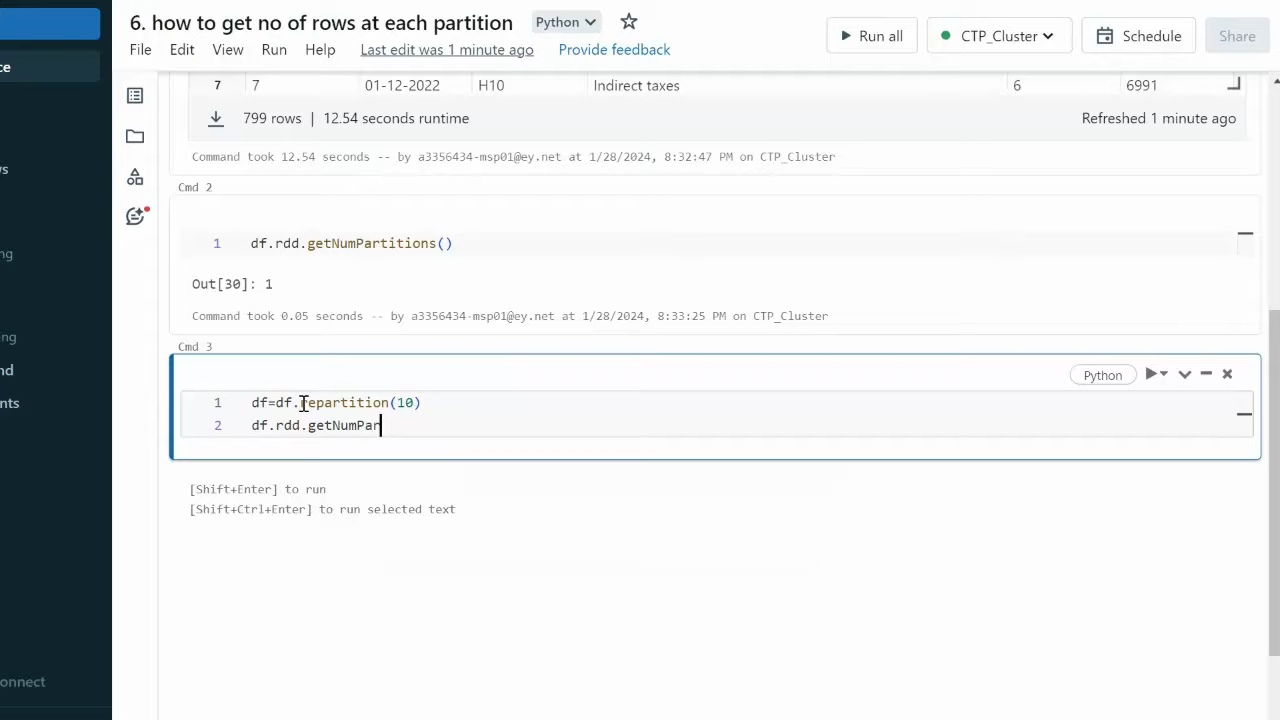 6. how to get no of rows at each partition
Python
File Edit View Run Help Last edit was 1 minute ago Provide feedback
Run all
CTP_Cluster
Schedule
Share
ce
ws
ng
ng
nd
nts
onnect
7 7 01-12-2022 H10 Indirect taxes 6 6991
799 rows | 12.54 seconds runtime
Refreshed 1 minute ago
Command took 12.54 seconds -- by a3356434-msp01@ey.net at 1/28/2024, 8:32:47 PM on CTP_Cluster
Cmd 2
1 df.rdd.getNumPartitions()
Out[30]: 1
Command took 0.05 seconds -- by a3356434-msp01@ey.net at 1/28/2024, 8:33:25 PM on CTP_Cluster
Cmd 3
Python
1 df=df.repartition(10)
2 df.rdd.getNumPar
[Shift+Enter] to run
[Shift+Ctrl+Enter] to run selected text